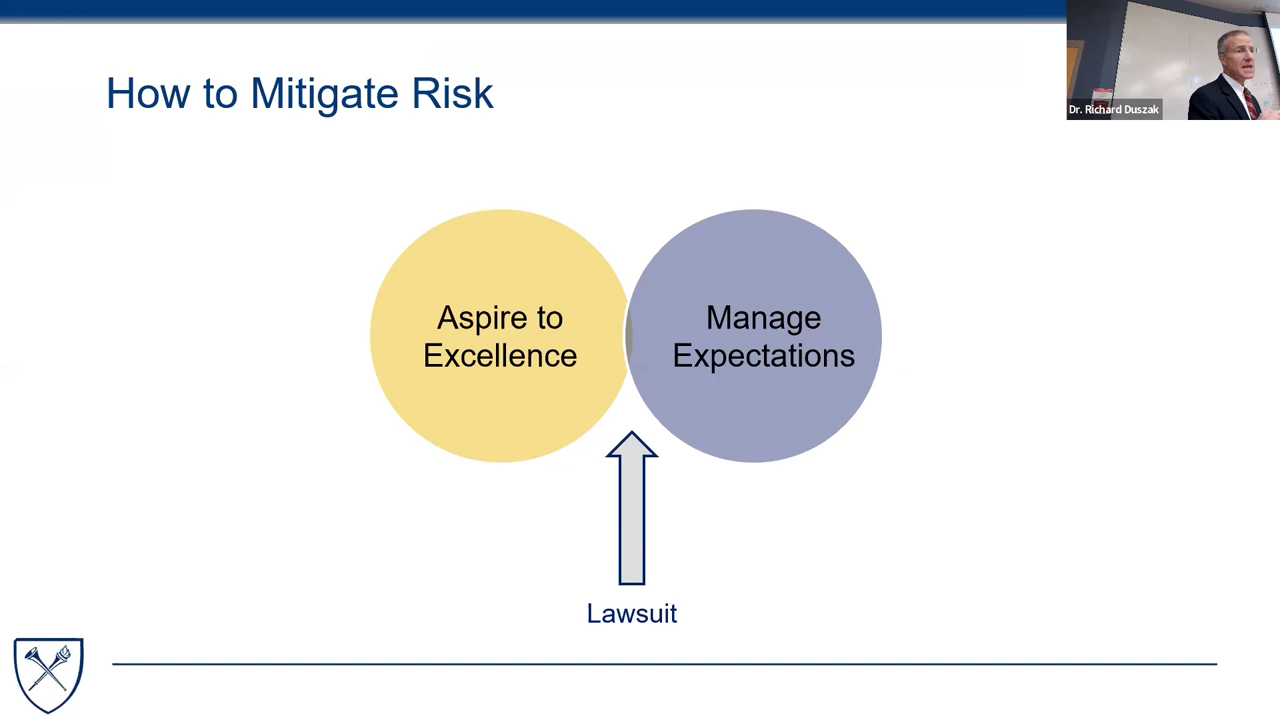 Dr. Richard Duszak
How to Mitigate Risk
Aspire to
Excellence
Manage
Expectations
Lawsuit